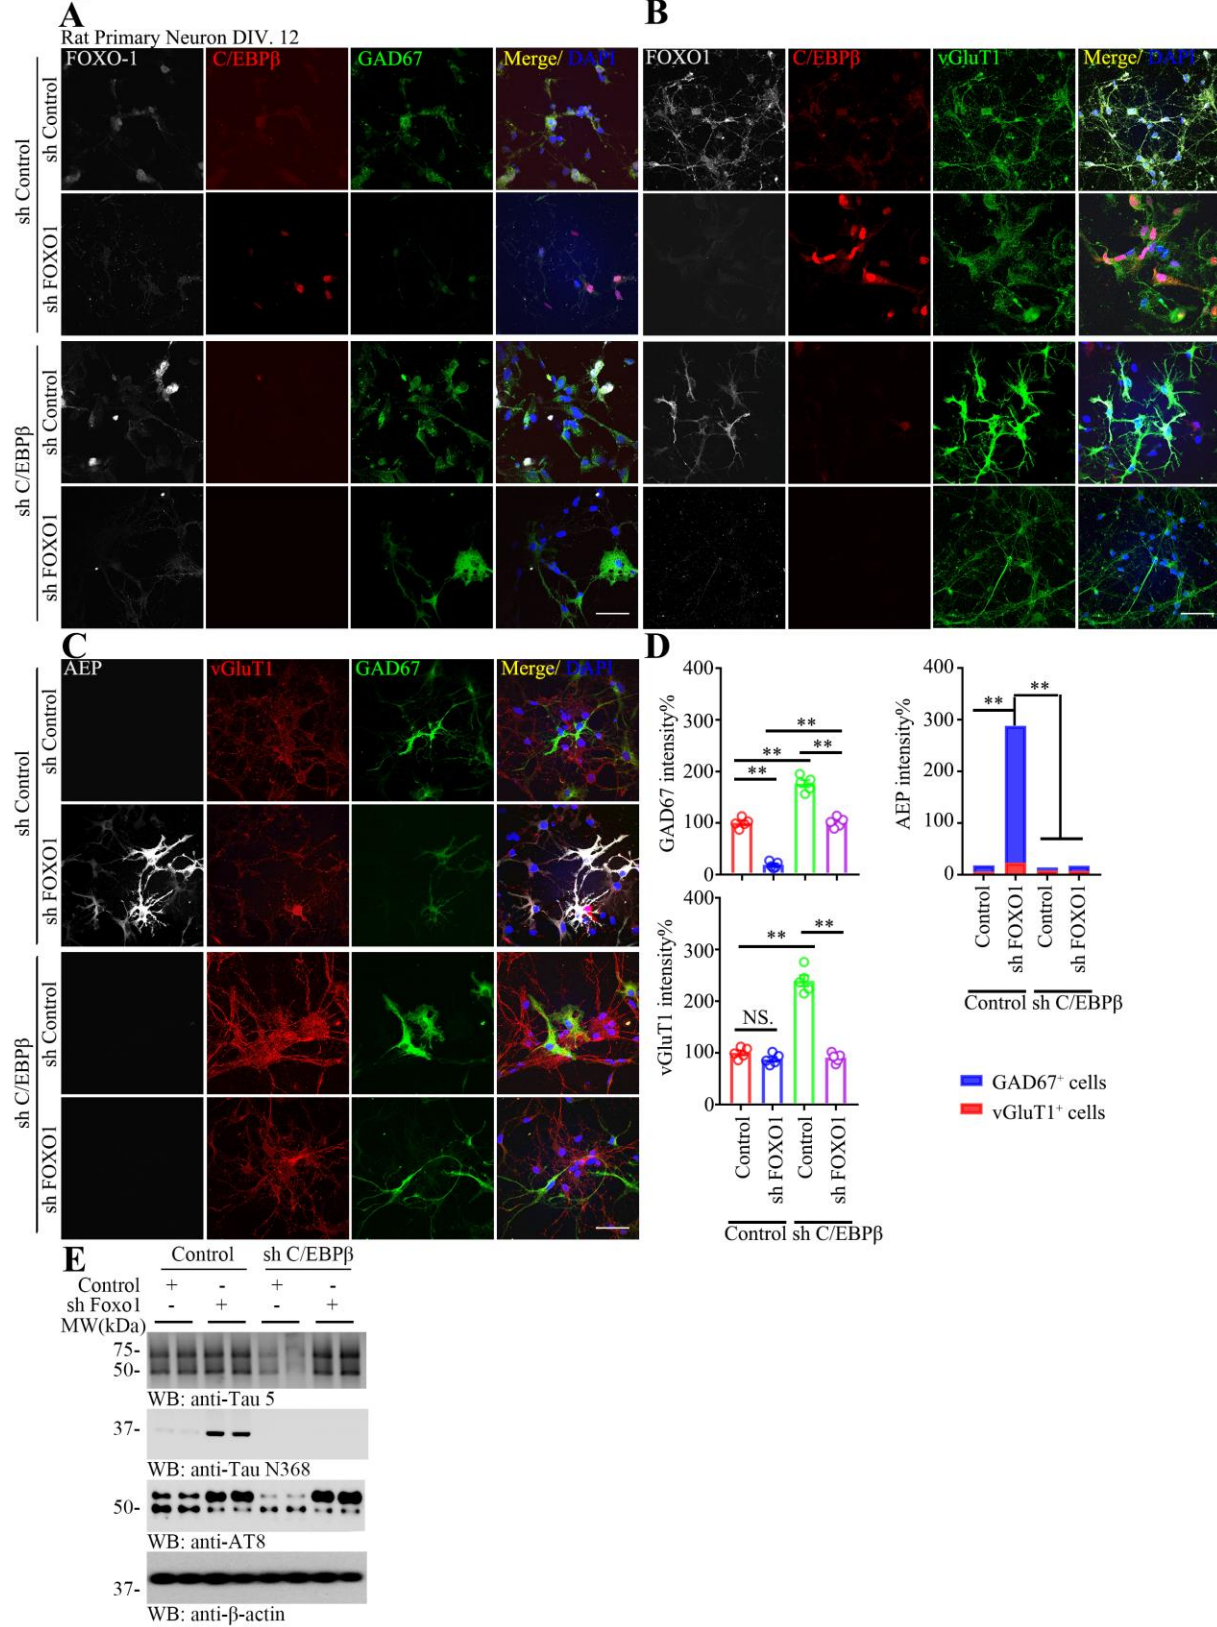 A
Rat Primary Neuron DIV. 12
FOXO-1 C/EBPβ GAD67 Merge/ DAPI
sh Control
sh Control
sh FOXO1
sh C/EBPβ
sh Control
sh FOXO1
B
FOXO1 C/EBPβ vGluT1 Merge/ DAPI
C
AEP vGluT1 GAD67 Merge/ DAPI
sh Control
sh Control
sh FOXO1
sh C/EBPβ
sh Control
sh FOXO1
D
GAD67 intensity%
400
300
200
100
0
** ** ** **
vGluT1 intensity%
400
300
200
100
0
NS. ** **
Control sh FOXO1 Control sh FOXO1
Control sh C/EBPβ
AEP intensity%
400
300
200
100
0
** **
Control sh FOXO1 Control sh FOXO1
Control sh C/EBPβ
GAD67+ cells
vGluT1+ cells
E
Control sh C/EBPβ
Control + - + -
sh Foxo1 - + - +
MW(kDa)
75-
50-
WB: anti-Tau 5
37-
WB: anti-Tau N368
50-
WB: anti-AT8
37-
WB: anti-β-actin